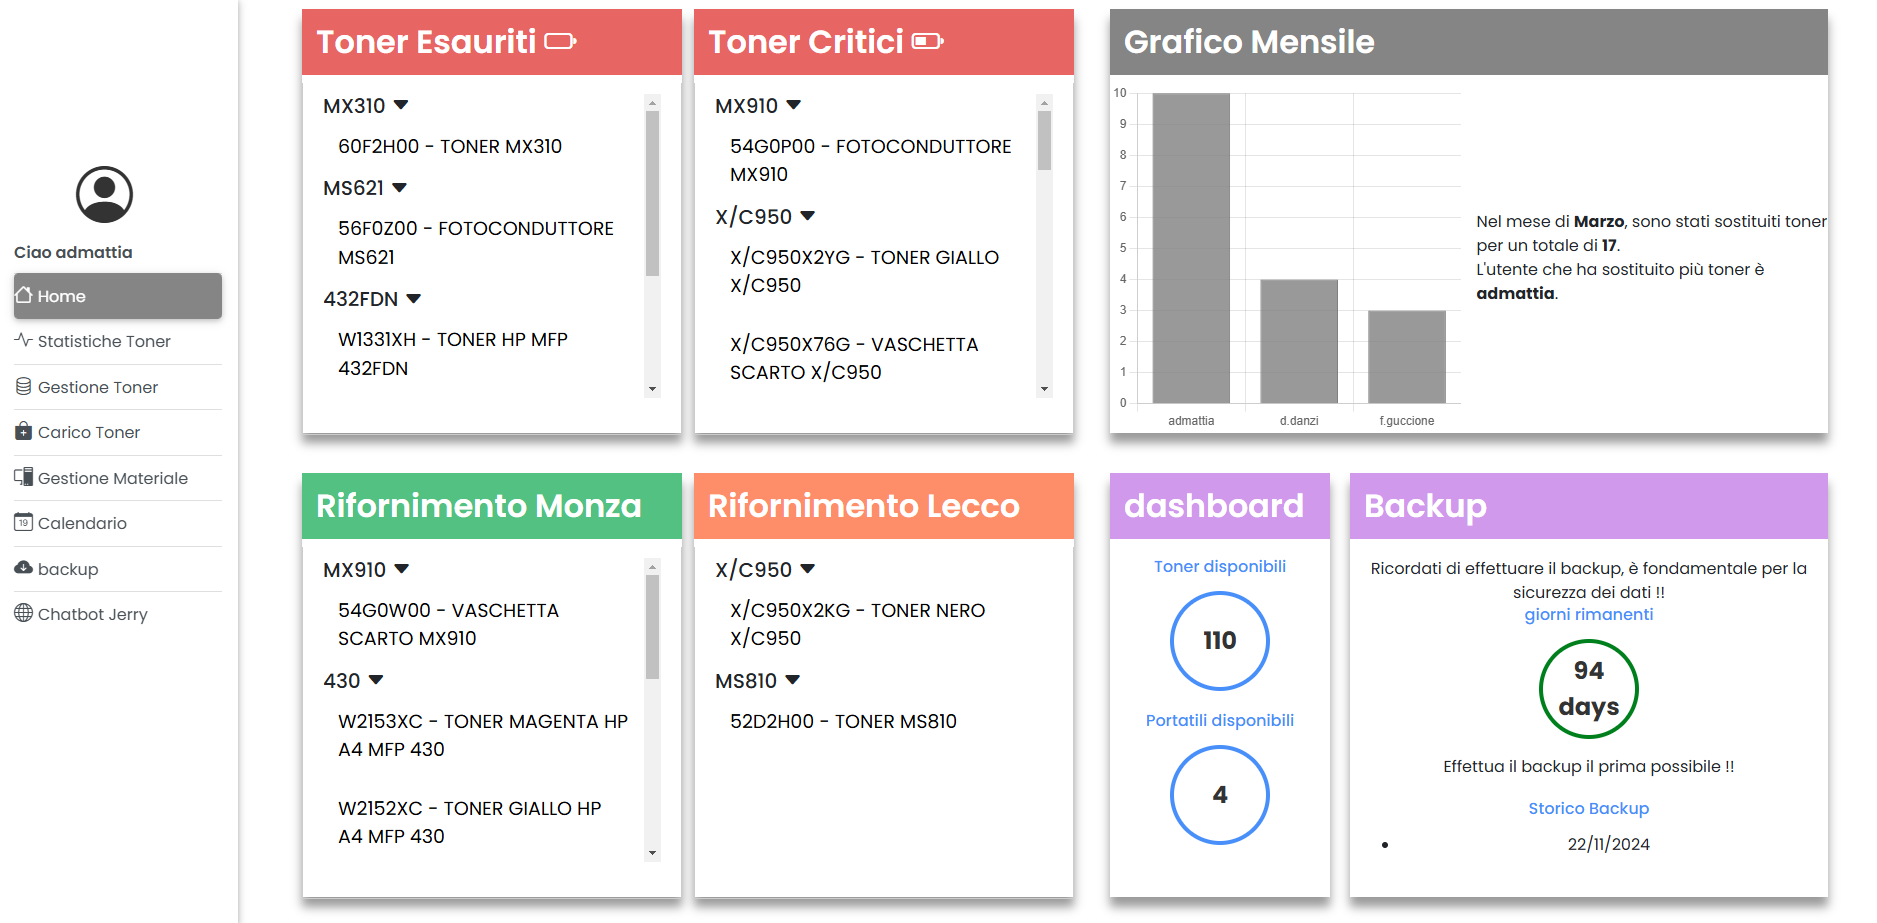 Ciao admattia
Home
Statistiche Toner
Gestione Toner
Carico Toner
Gestione Materiale
19
Calendario
backup
Chatbot Jerry
Toner Esauriti
MX310
60F2H00 - TONER MX310
MS621
56F0Z00 - FOTOCONDUTTORE
MS621
432FDN
W1331XH - TONER HP MFP
432FDN
Toner Critici
MX910
54G0P00 - FOTOCONDUTTORE
MX910
X/C950
X/C950X2YG - TONER GIALLO
X/C950
X/C950X76G - VASCHETTA
SCARTO X/C950
Grafico Mensile
10
9
8
7
6
5
4
3
2
1
0
admattia
d.danzi
f.guccione
Nel mese di Marzo, sono stati sostituiti toner
per un totale di 17.
L'utente che ha sostituito più toner è
admattia.
Rifornimento Monza
MX910
54G0W00 - VASCHETTA
SCARTO MX910
430
W2153XC - TONER MAGENTA HP
A4 MFP 430
W2152XC - TONER GIALLO HP
A4 MFP 430
Rifornimento Lecco
X/C950
X/C950X2KG - TONER NERO
X/C950
MS810
52D2H00 - TONER MS810
dashboard
Toner disponibili
110
Portatili disponibili
4
Backup
Ricordati di effettuare il backup, è fondamentale per la
sicurezza dei dati !!
giorni rimanenti
94
days
Effettua il backup il prima possibile !!
Storico Backup
22/11/2024